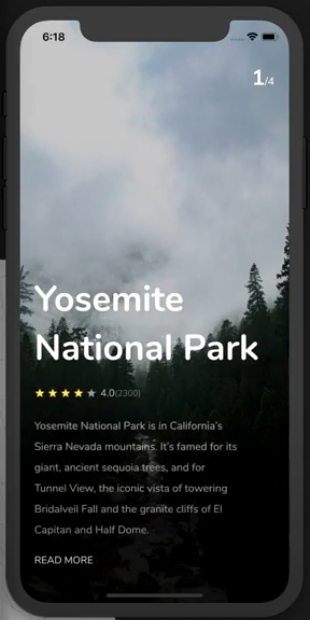 6:18
1/4
Yosemite
National Park
4.0(2300)
Yosemite National Park is in California's
Sierra Nevada mountains. It's famed for its
giant, ancient sequoia trees, and for
Tunnel View, the iconic vista of towering
Bridalveil Fall and the granite cliffs of El
Capitan and Half Dome.
READ MORE